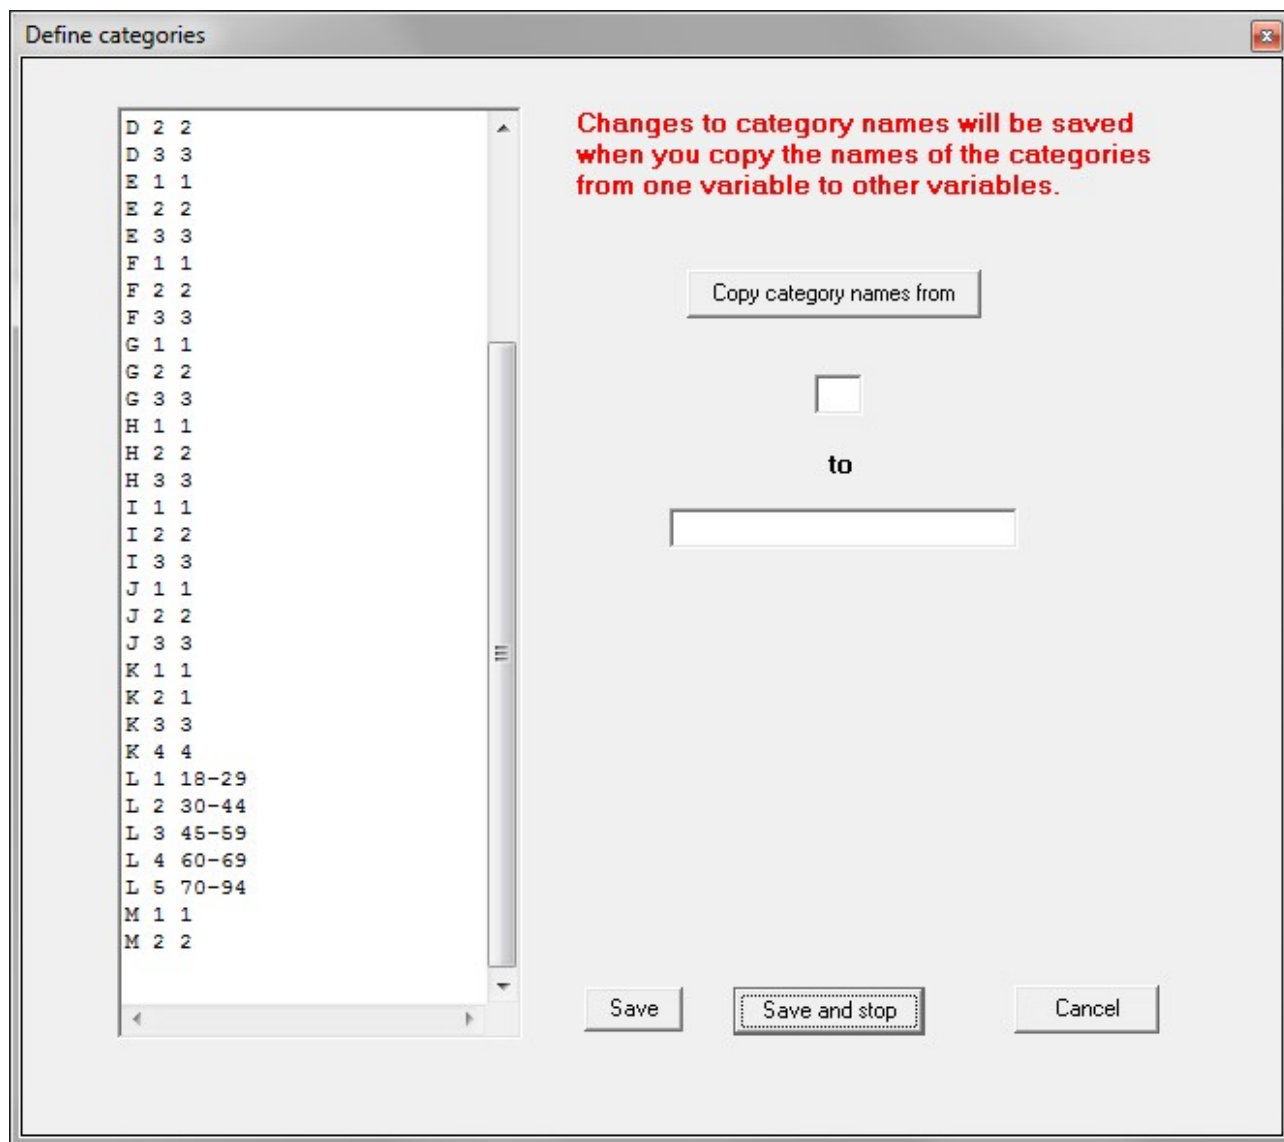 Define categories
D 2 2
D 3 3
E 1 1
E 2 2
E 3 3
F 1 1
F 2 2
F 3 3
G 1 1
G 2 2
G 3 3
H 1 1
H 2 2
H 3 3
I 1 1
I 2 2
I 3 3
J 1 1
J 2 2
J 3 3
K 1 1
K 2 1
K 3 3
K 4 4
L 1 18-29
L 2 30-44
L 3 45-59
L 4 60-69
L 5 70-94
M 1 1
M 2 2
Changes to category names will be saved
when you copy the names of the categories
from one variable to other variables.
Copy category names from
to
Save
Save and stop
Cancel